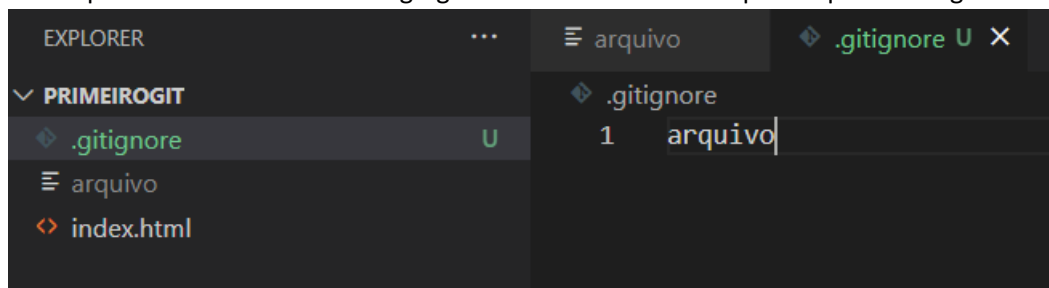 EXPLORER ...
PRIMEIROGIT
.gitignore U
arquivo
index.html
arquivo .gitignore U
.gitignore
1 arquivo